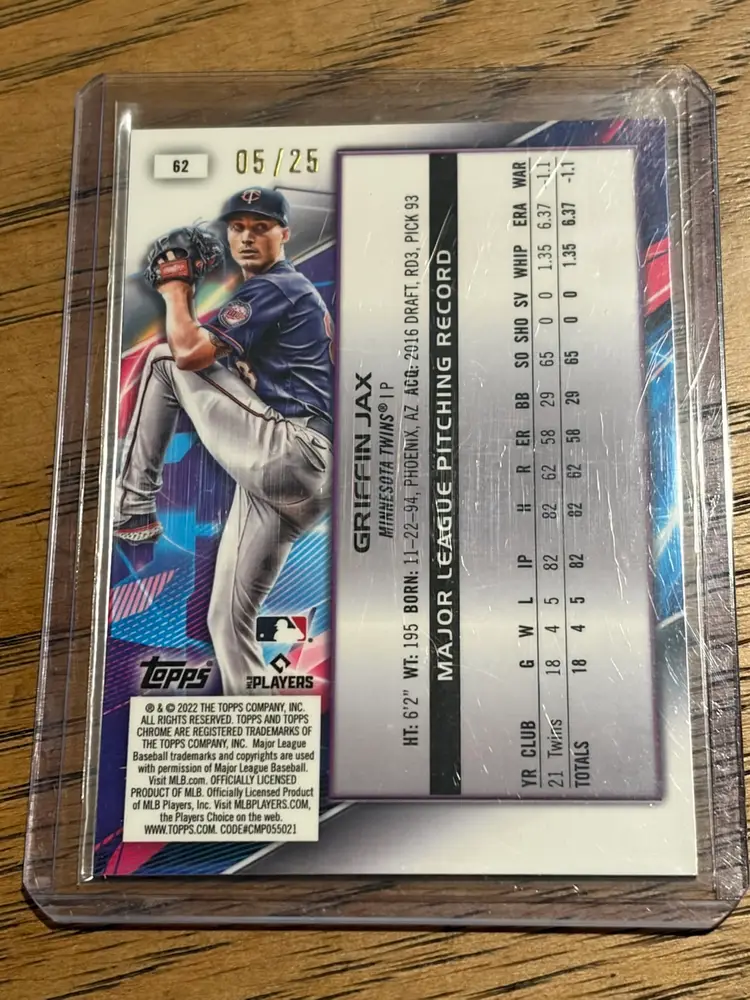 62
05/25
GRIFFIN JAX
MINNESOTA TWINS® I P
HT: 6'2" WT: 195 BORN: 11-22-94, PHOENIX, AZ ACQ: 2016 DRAFT, RD3, PICK 93
MAJOR LEAGUE PITCHING RECORD
YR CLUB G W L IP H R ER BB SO SHO SV WHIP ERA WAR
21 Twins 18 4 5 82 82 62 58 29 65 0 0 1.35 6.37 -1.1
TOTALS 18 4 5 82 82 62 58 29 65 0 0 1.35 6.37 -1.1
TOPPS
MLB PLAYERS
® & © 2022 THE TOPPS COMPANY, INC.
ALL RIGHTS RESERVED. TOPPS AND TOPPS
CHROME ARE REGISTERED TRADEMARKS OF
THE TOPPS COMPANY, INC. Major League
Baseball trademarks and copyrights are used
with permission of Major League Baseball.
Visit MLB.com. OFFICIALLY LICENSED
PRODUCT OF MLB. Officially Licensed Product
of MLB Players, Inc. Visit MLBPLAYERS.COM,
the Players Choice on the web.
WWW.TOPPS.COM. CODE#CMP055021